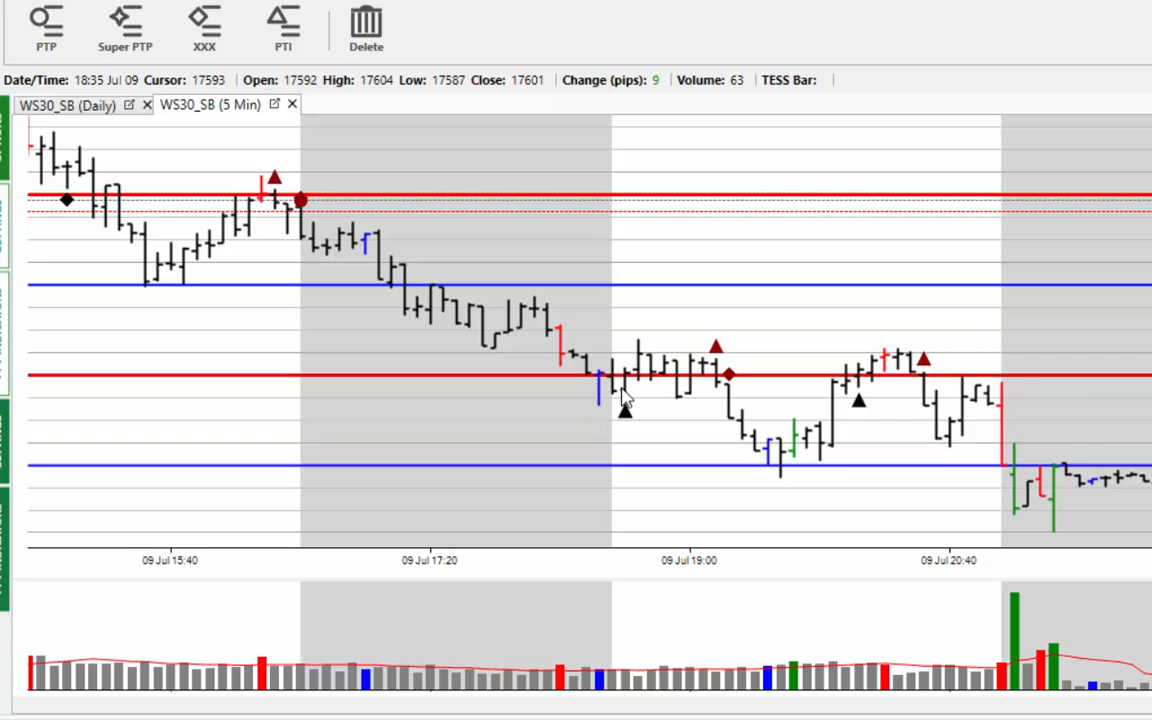 PTP Super PTP XXX PTI Delete
Date/Time: 18:35 Jul 09 Cursor: 17593 Open: 17592 High: 17604 Low: 17587 Close: 17601 Change (pips): 9 Volume: 63 TESS Bar:
WS30_SB (Daily) WS30_SB (5 Min)
09 Jul 15:40 09 Jul 17:20 09 Jul 19:00 09 Jul 20:40